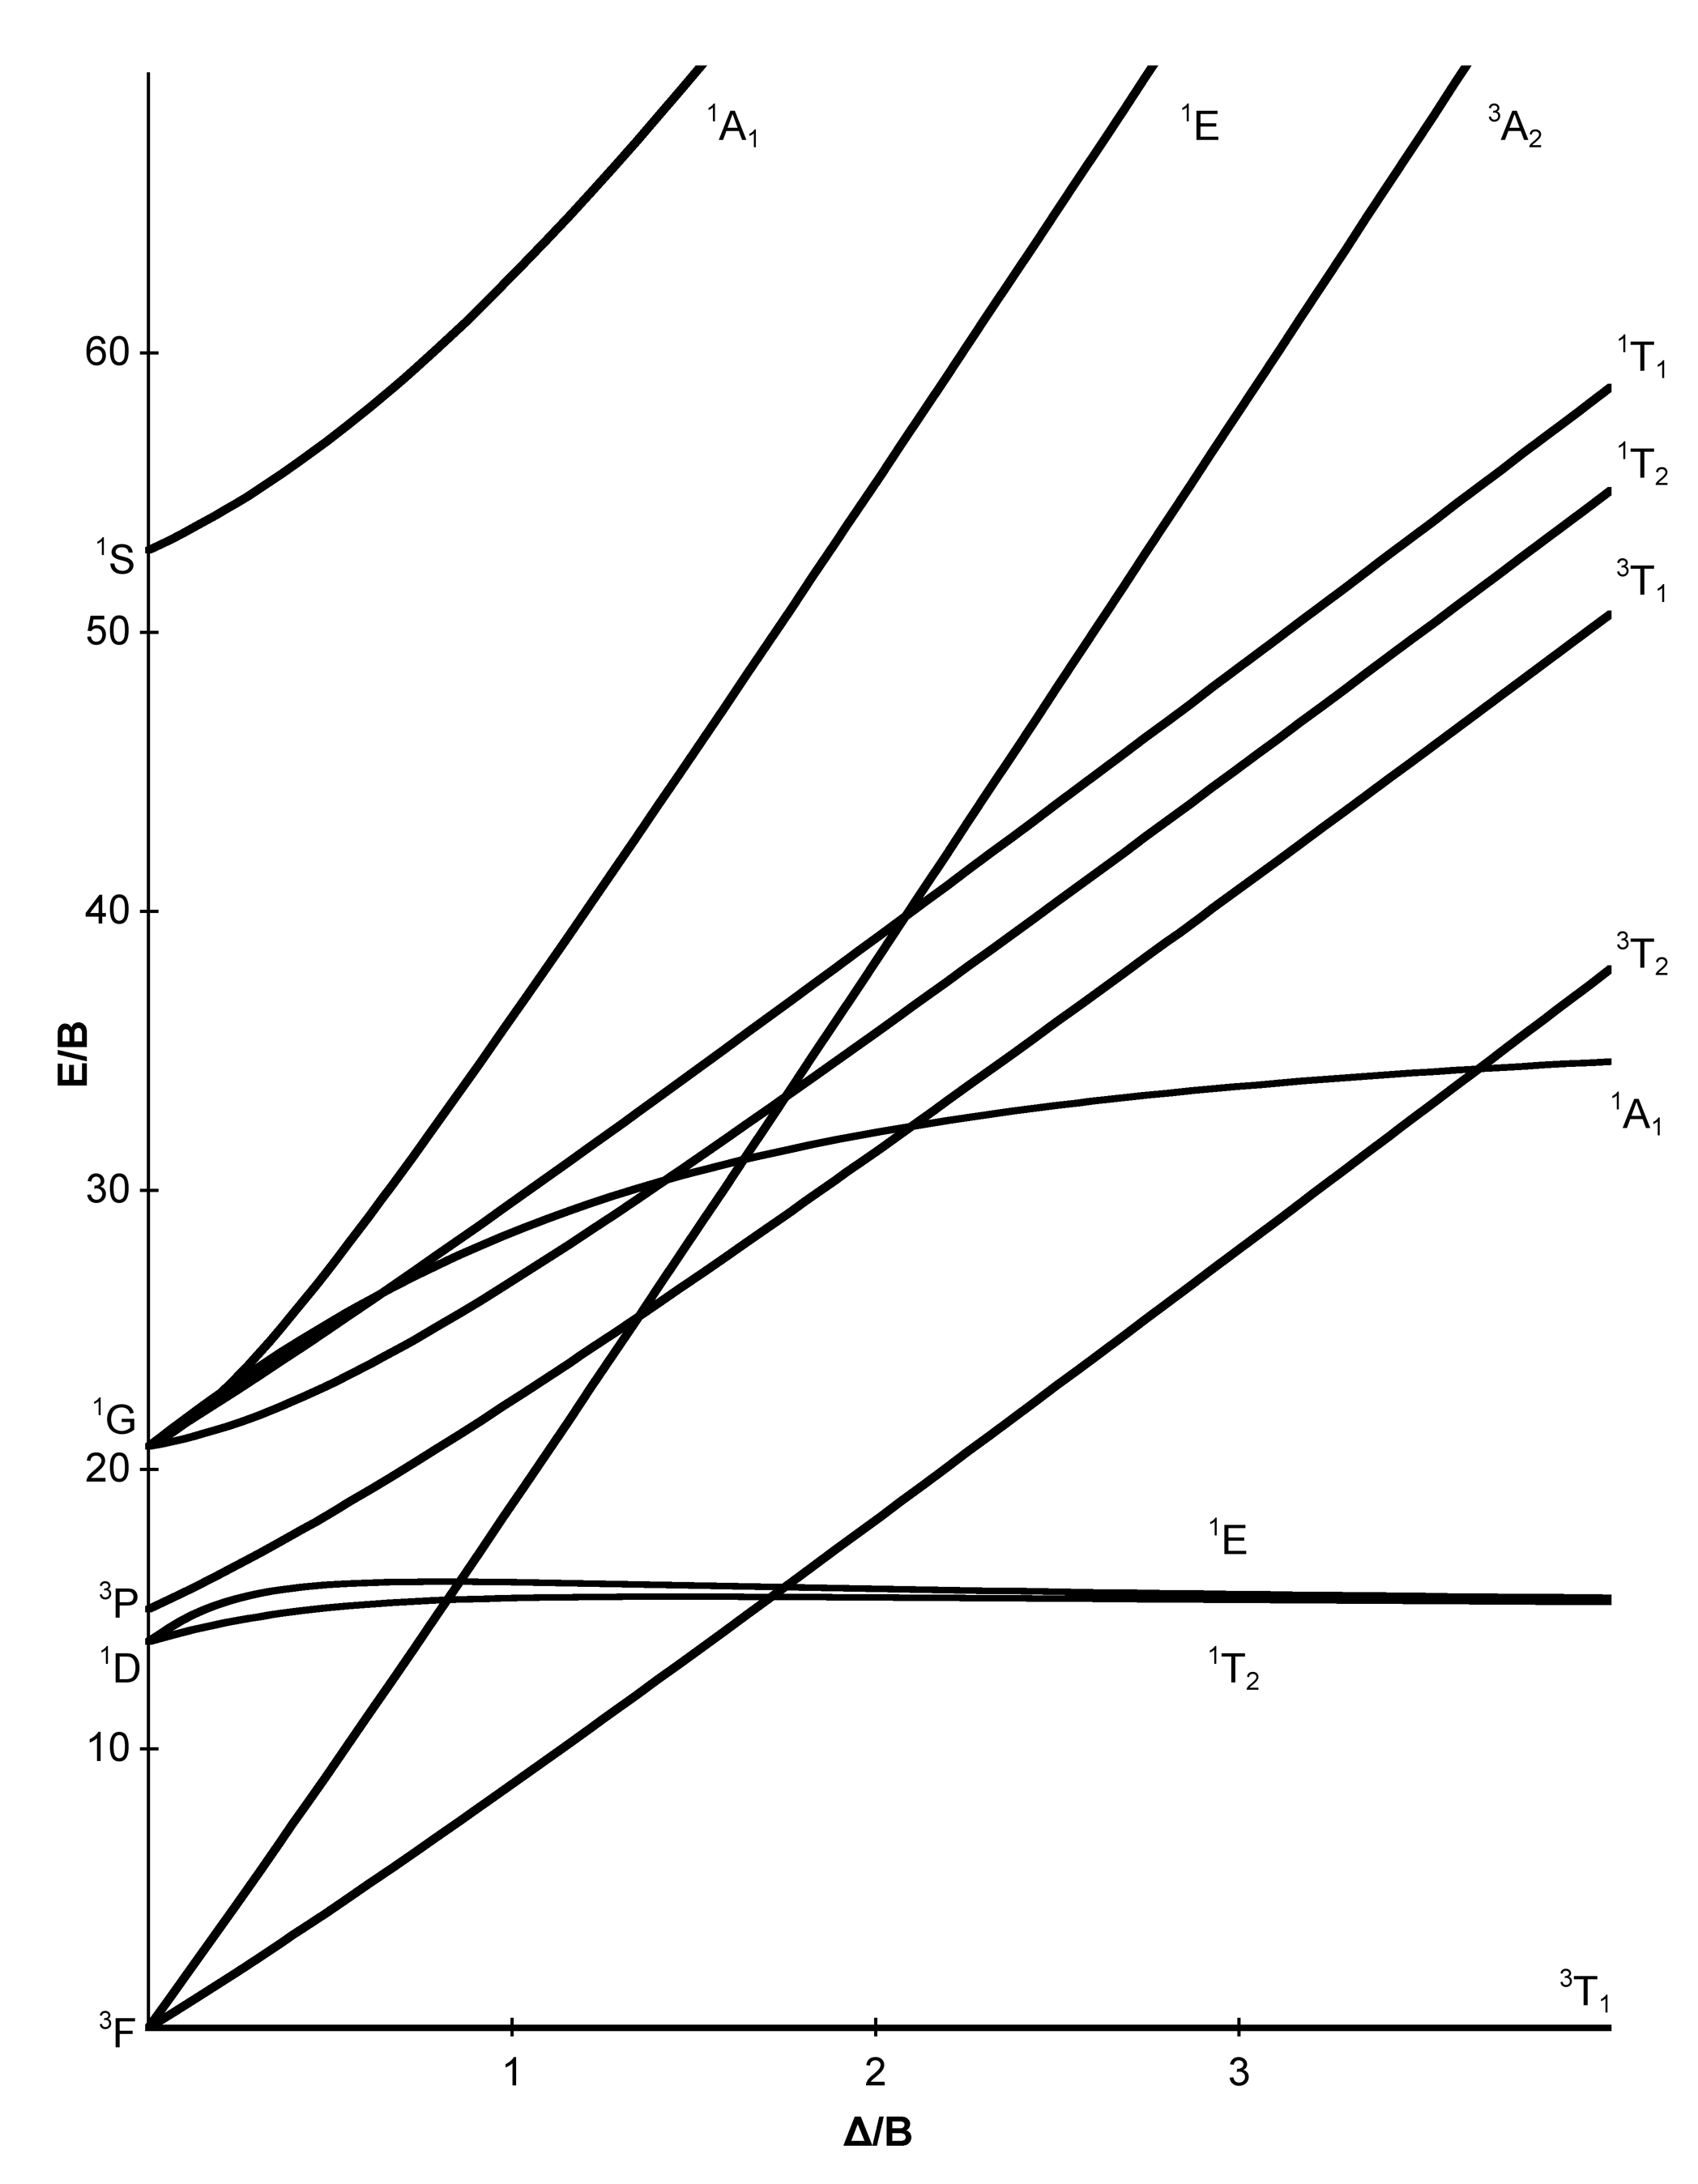 ¹A₁
¹E
³A₂
60
¹T₁
¹T₂
¹S
³T₁
50
40
³T₂
E/B
¹A₁
30
¹G
20
¹E
³P
¹D
¹T₂
10
³T₁
³F
1 2 3
Δ/B